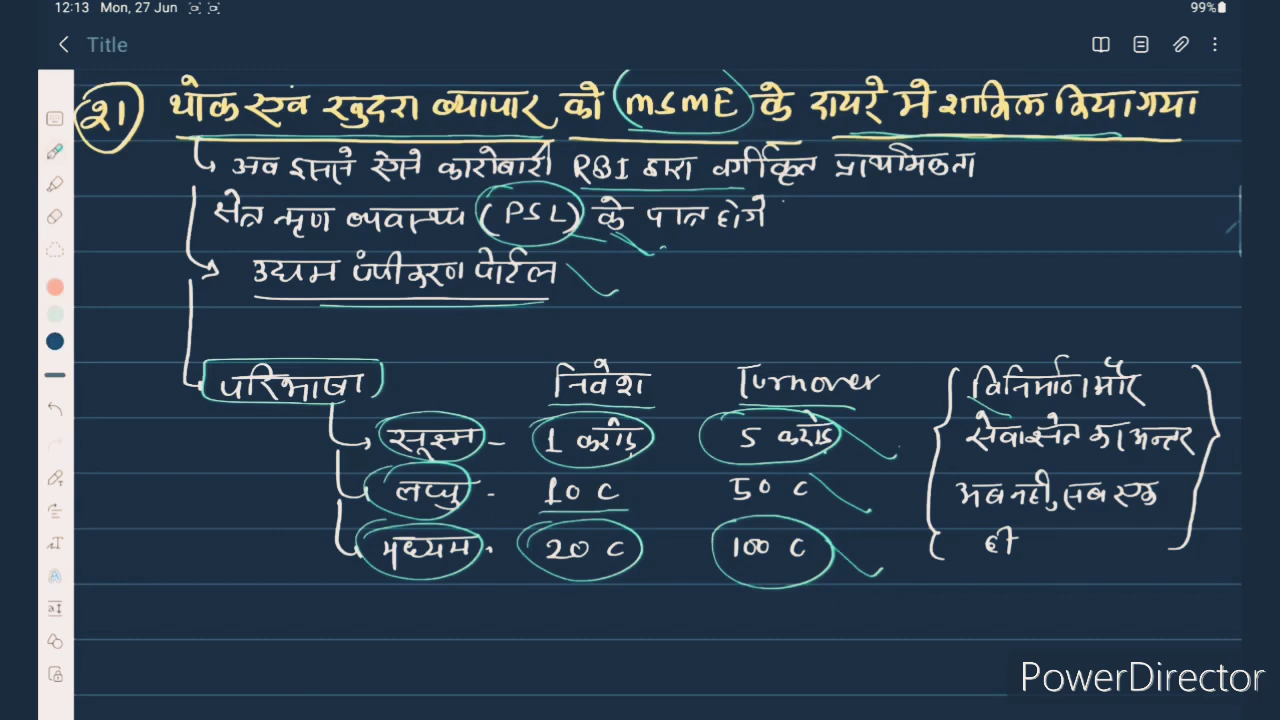 12:13 Mon, 27 Jun 99%
Title
21) थोक एवं खुदरा व्यापार को MSME के दायरे मे शामिल किया गया
अब इससे ऐसे कारोबारी RBI द्वारा वर्गीकृत प्राथमिकता
क्षेत्र ऋण व्यवस्था (PSL) के पात्र होगे
उद्यम पंजीकरण पोर्टल
परिभाषा निवेश Turnover
सूक्ष्म - 1 करोड़ 5 करोड़
लघु - 10 C 50 C
मध्यम - 20 C 100 C
विनिर्माण और
सेवा क्षेत्र का अन्तर
अब नही, सब एक
ही
PowerDirector